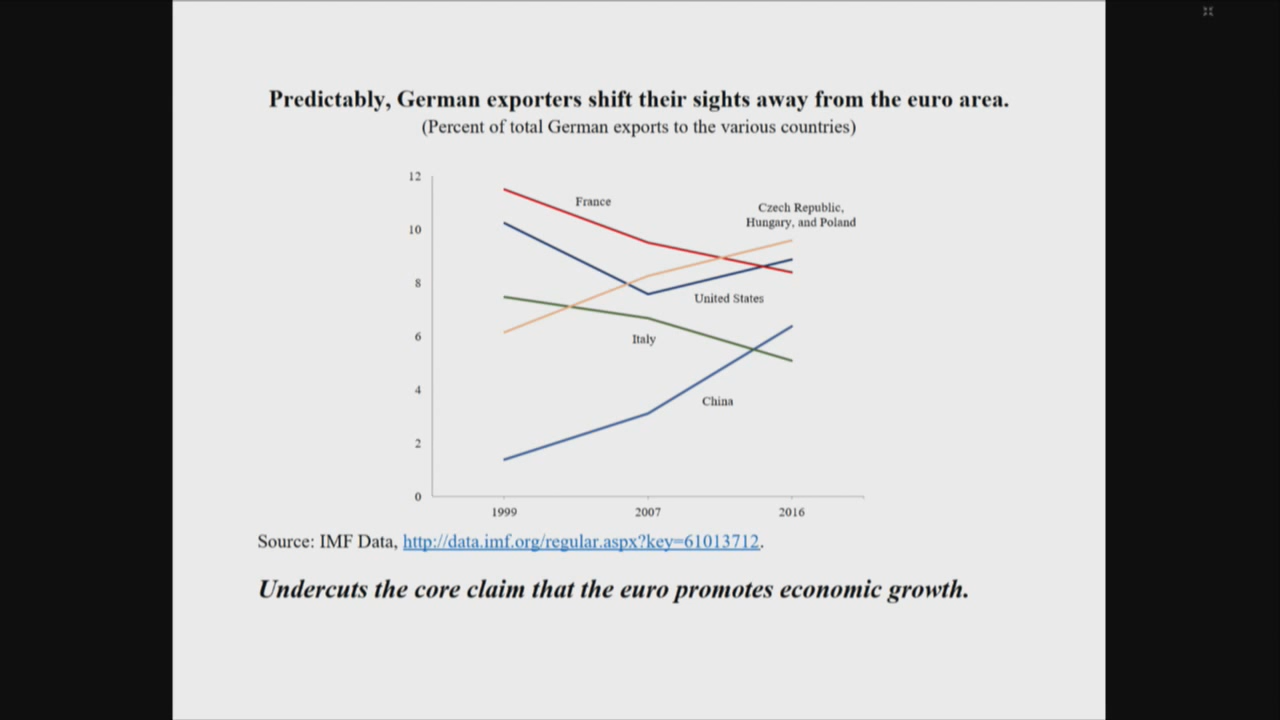 Predictably, German exporters shift their sights away from the euro area.
(Percent of total German exports to the various countries)
12
10
8
6
4
2
0
France
Czech Republic,
Hungary, and Poland
United States
Italy
China
1999
2007
2016
Source: IMF Data, http://data.imf.org/regular.aspx?key=61013712.
Undercuts the core claim that the euro promotes economic growth.